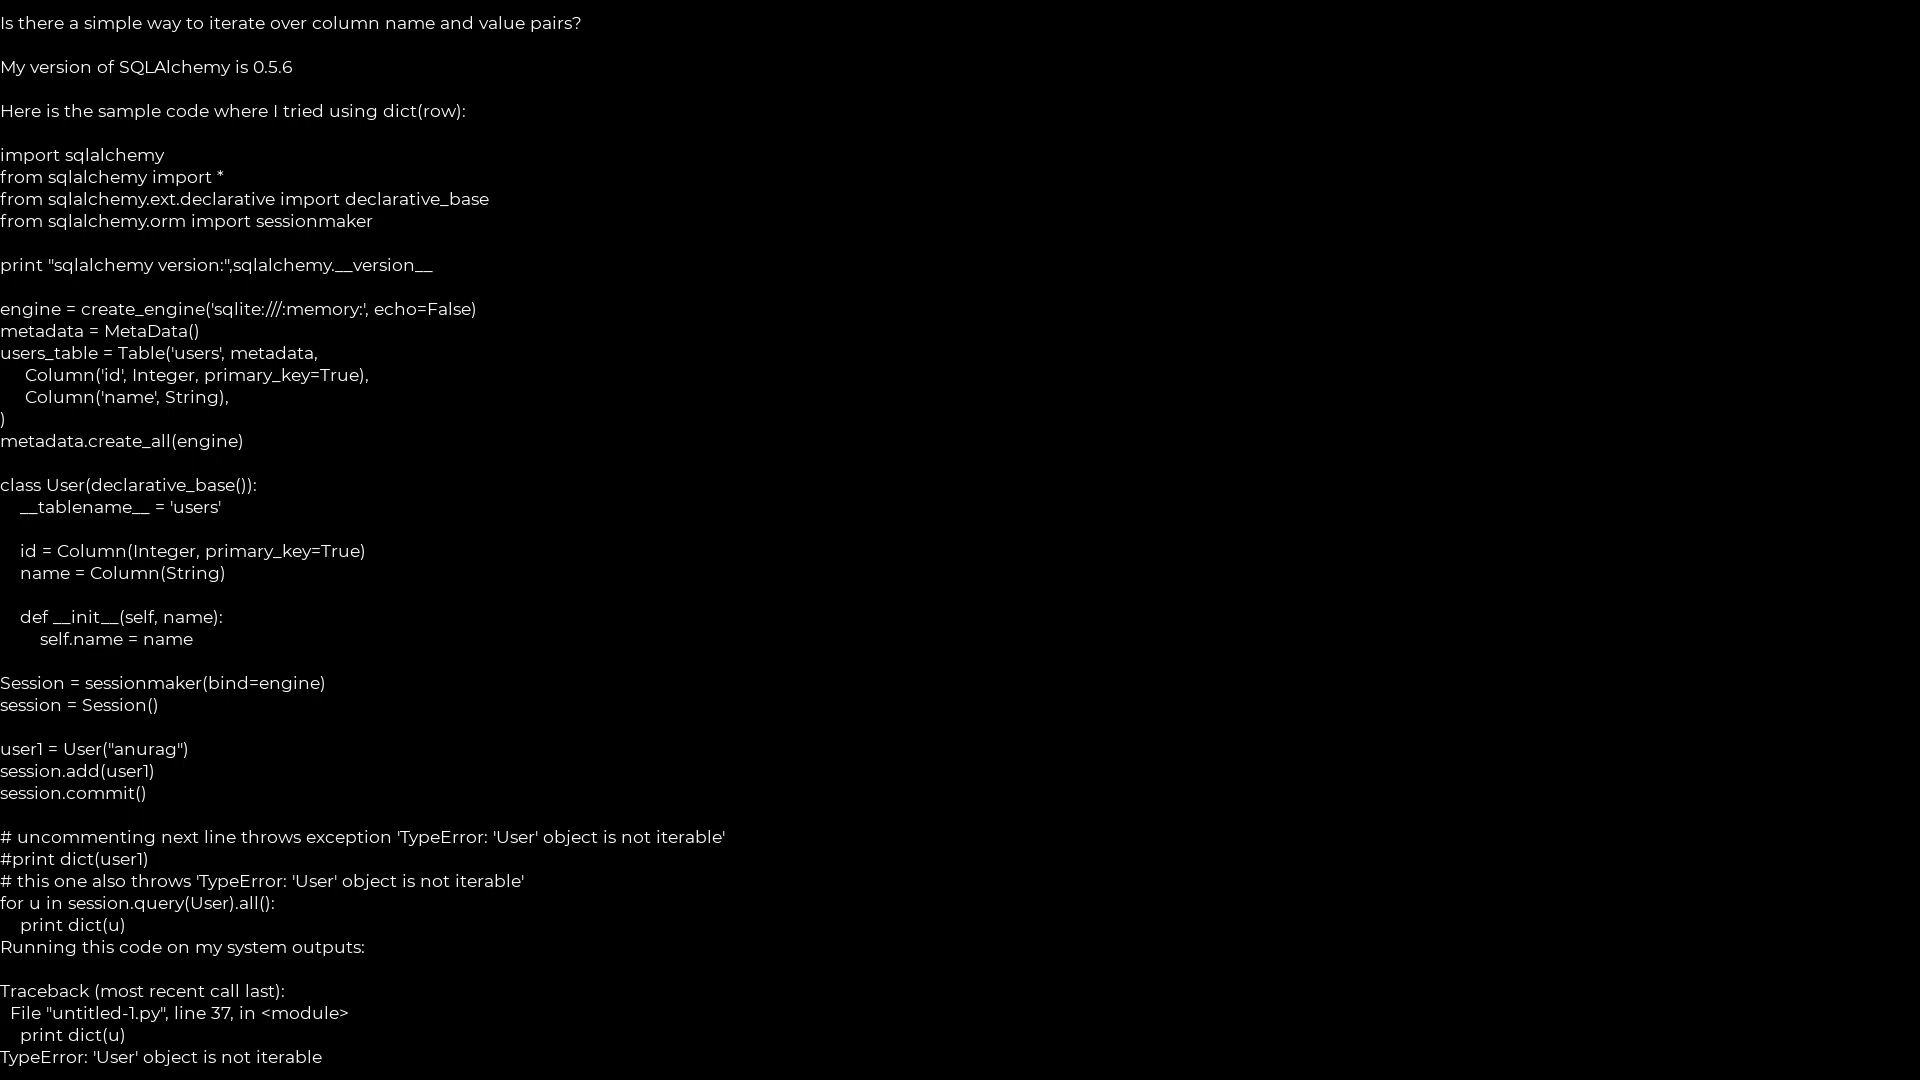 Is there a simple way to iterate over column name and value pairs?

My version of SQLAlchemy is 0.5.6

Here is the sample code where I tried using dict(row):

import sqlalchemy
from sqlalchemy import *
from sqlalchemy.ext.declarative import declarative_base
from sqlalchemy.orm import sessionmaker

print "sqlalchemy version:",sqlalchemy.__version__

engine = create_engine('sqlite:///:memory:', echo=False)
metadata = MetaData()
users_table = Table('users', metadata,
     Column('id', Integer, primary_key=True),
     Column('name', String),
)
metadata.create_all(engine)

class User(declarative_base()):
    __tablename__ = 'users'

    id = Column(Integer, primary_key=True)
    name = Column(String)

    def __init__(self, name):
        self.name = name

Session = sessionmaker(bind=engine)
session = Session()

user1 = User("anurag")
session.add(user1)
session.commit()

# uncommenting next line throws exception 'TypeError: 'User' object is not iterable'
#print dict(user1)
# this one also throws 'TypeError: 'User' object is not iterable'
for u in session.query(User).all():
    print dict(u)
Running this code on my system outputs:

Traceback (most recent call last):
  File "untitled-1.py", line 37, in <module>
    print dict(u)
TypeError: 'User' object is not iterable